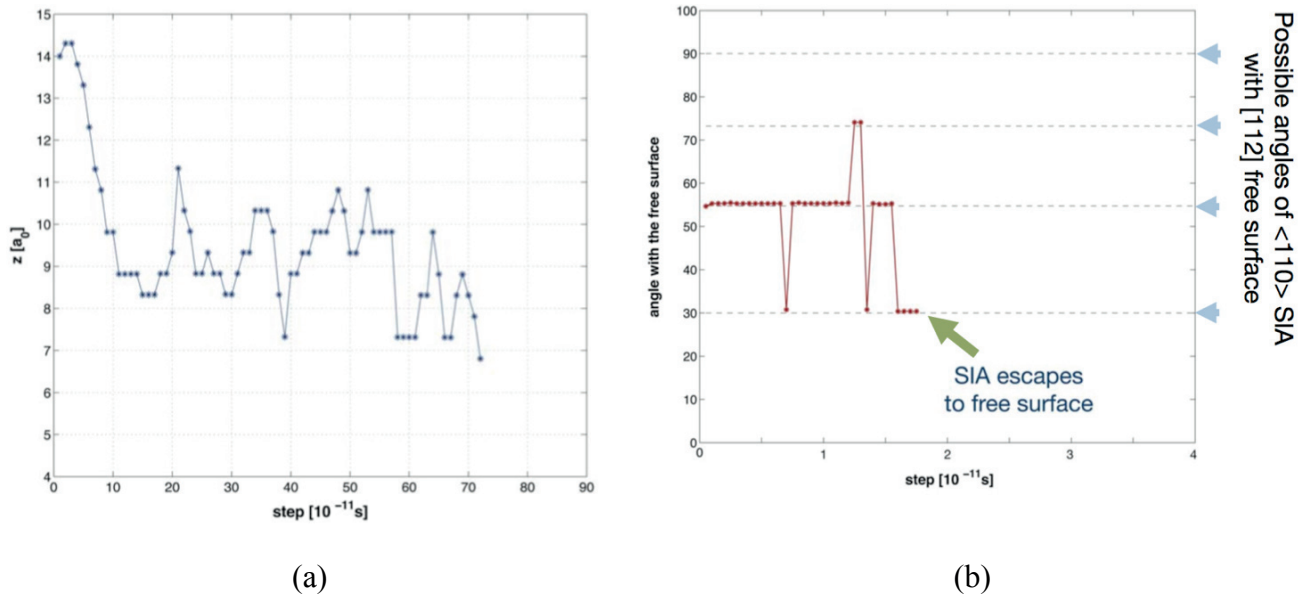 15
14
13
12
11
10
9
8
7
6
5
4
z [a₀]
0 10 20 30 40 50 60 70 80 90
step [10 ⁻¹¹s]
(a)
100
90
80
70
60
50
40
30
20
10
0
angle with the free surface
0 1 2 3 4
step [10 ⁻¹¹s]
SIA escapes
to free surface
Possible angles of <110> SIA
with [112] free surface
(b)